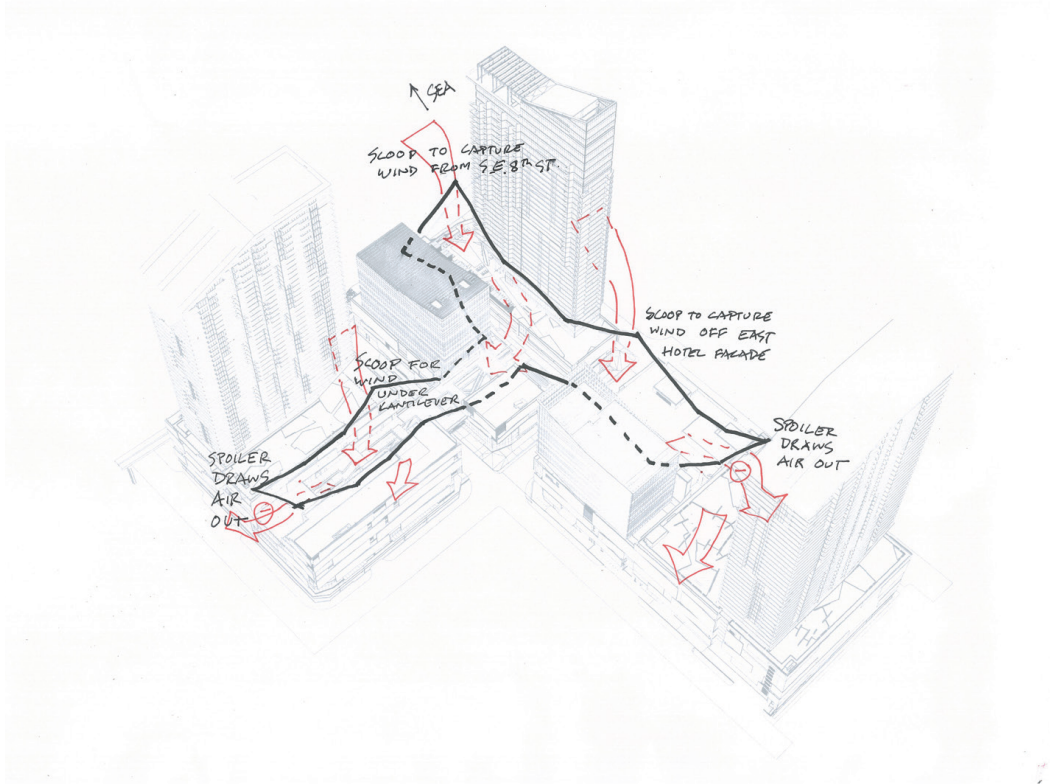 SEA
SCOOP TO CAPTURE
WIND FROM S.E. 8TH ST.
SCOOP TO CAPTURE
WIND OFF EAST
HOTEL FACADE
SCOOP FOR
WIND
UNDER
CANTILEVER
SPOILER
DRAWS
AIR OUT
SPOILER
DRAWS
AIR
OUT